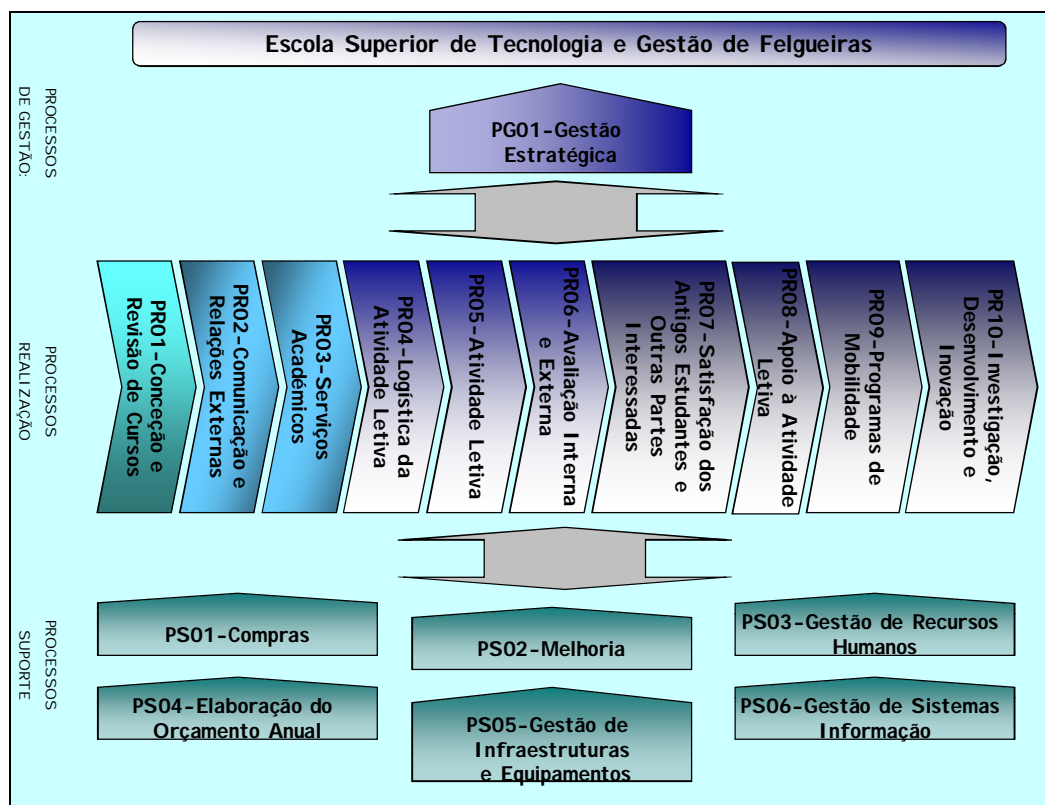 Escola Superior de Tecnologia e Gestão de Felgueiras
PROCESSOS
DE GESTÃO:
PG01-Gestão
Estratégica
PROCESSOS
REALIZAÇÃO
PR01-Conceção e
Revisão de Cursos
PR02-Comunicação e
Relações Externas
PR03-Serviços
Académicos
PR04-Logística da
Atividade Letiva
PR05-Atividade Letiva
PR06-Avaliação Interna
e Externa
PR07-Satisfação dos
Antigos Estudantes e
Outras Partes
Interessadas
PR08-Apoio à Atividade
Letiva
PR09-Programas de
Mobilidade
PR10-Investigação,
Desenvolvimento e
Inovação
PROCESSOS
SUPORTE
PS01-Compras
PS02-Melhoria
PS03-Gestão de Recursos
Humanos
PS04-Elaboração do
Orçamento Anual
PS05-Gestão de
Infraestruturas
e Equipamentos
PS06-Gestão de Sistemas
Informação